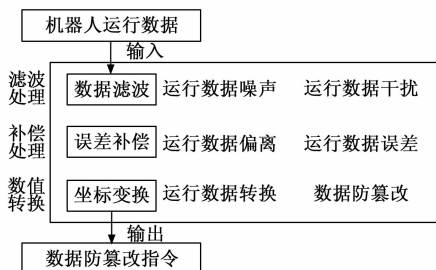 机器人运行数据
输入
滤波处理 数据滤波 运行数据噪声 运行数据干扰
补偿处理 误差补偿 运行数据偏离 运行数据误差
数值转换 坐标变换 运行数据转换 数据防篡改
输出
数据防篡改指令